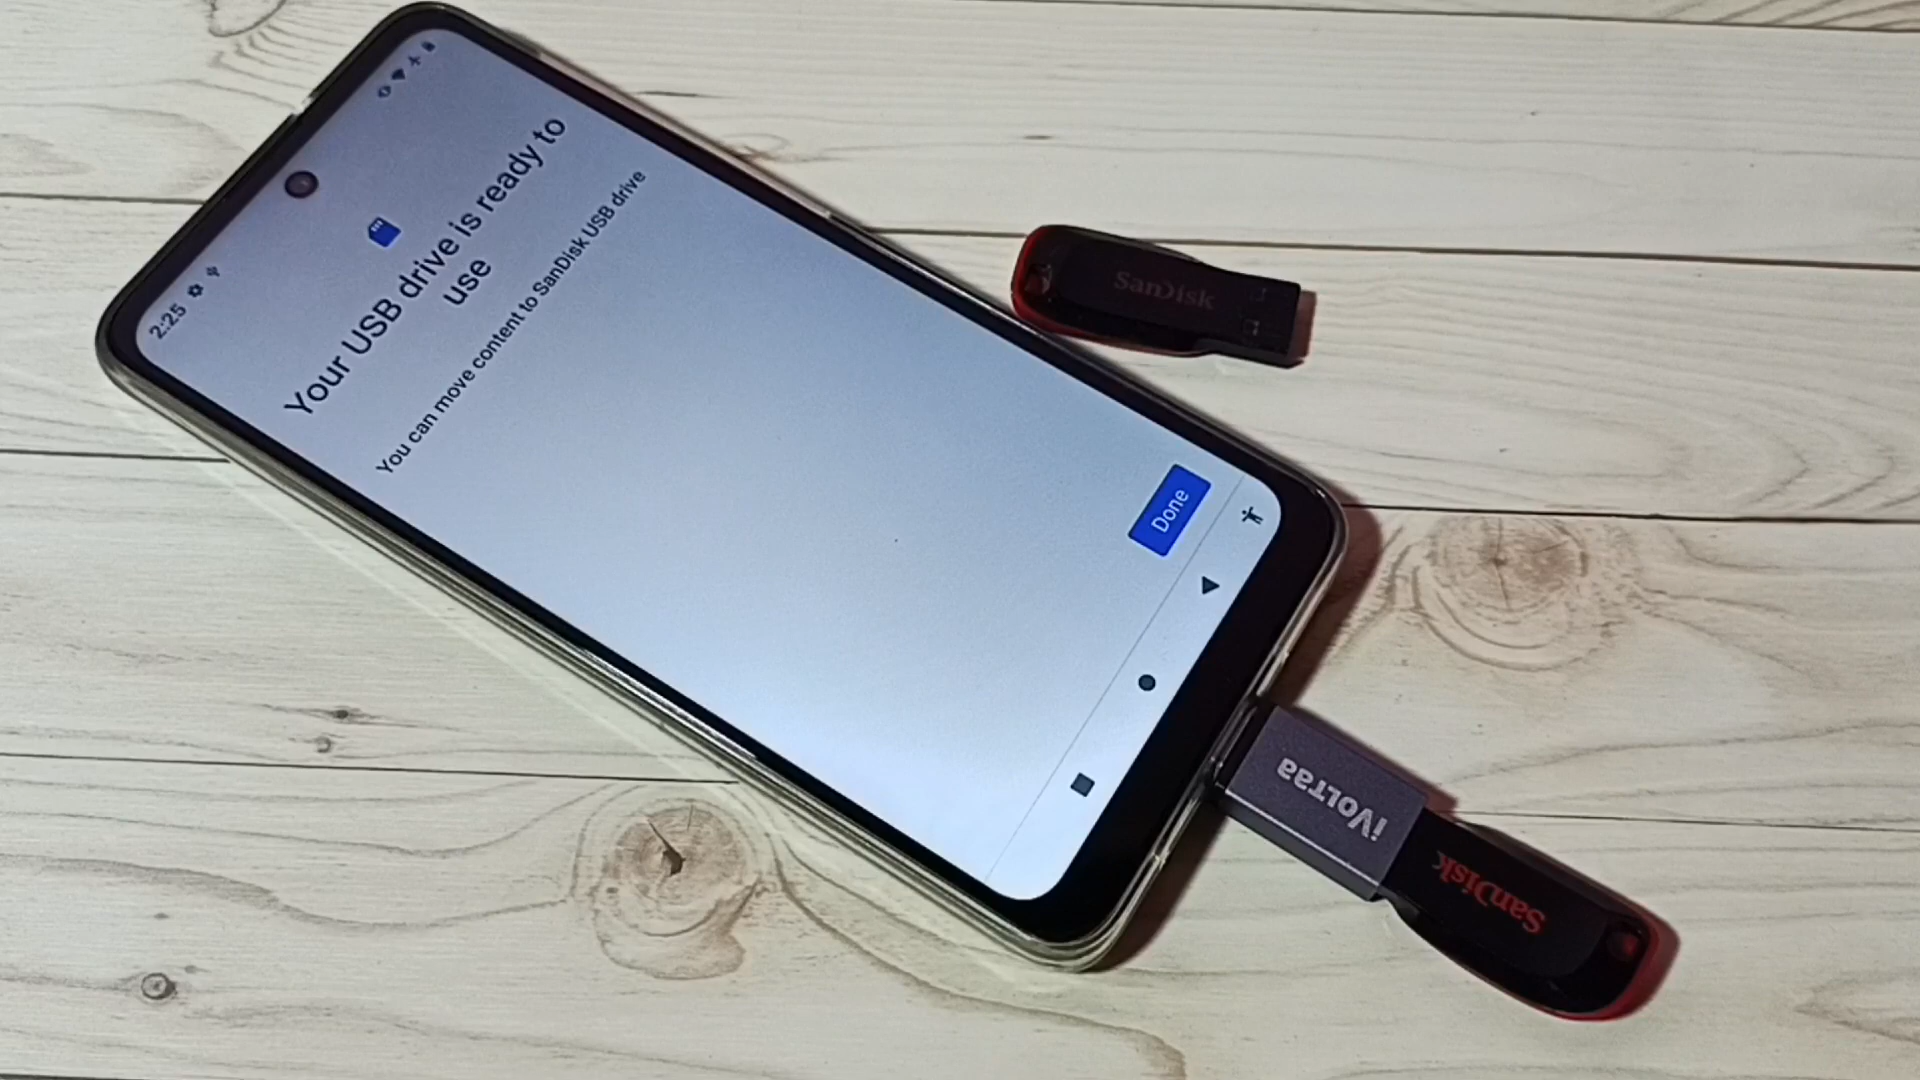 2:25
Your USB drive is ready to
use
You can move content to SanDisk USB drive
Done
SanDisk
iVOLTaa
SanDisk